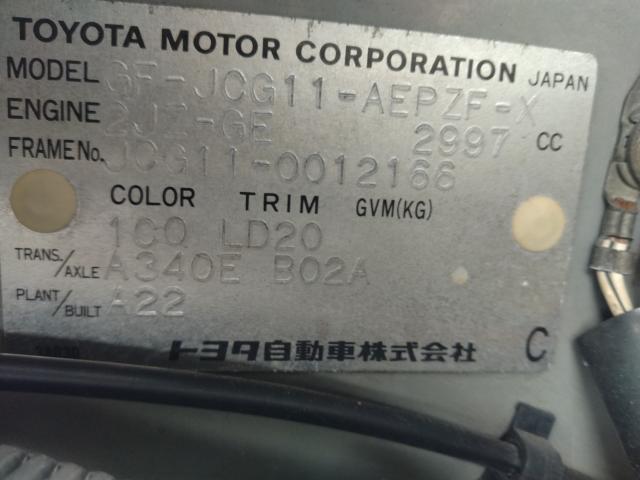 TOYOTA MOTOR CORPORATION JAPAN
MODEL GF-JCG11-AEPZF-X
ENGINE 2JZ-GE 2997 CC
FRAME No. JCG11-0012166
COLOR TRIM GVM(KG)
1C0 LD20
TRANS./AXLE A340E B02A
PLANT/BUILT A22
トヨタ自動車株式会社 C